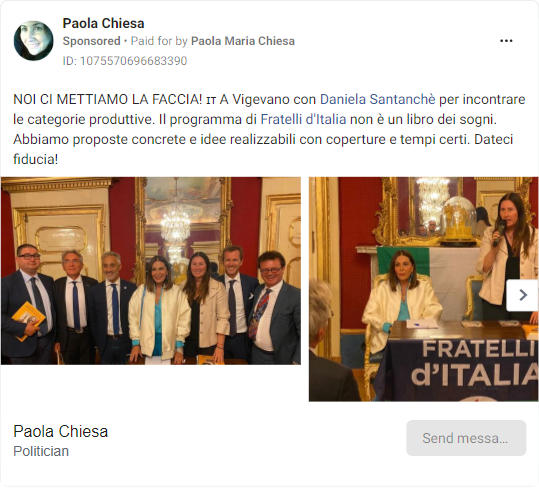 Paola Chiesa
Sponsored • Paid for by Paola Maria Chiesa
ID: 1075570696683390
NOI CI METTIAMO LA FACCIA! IT A Vigevano con Daniela Santanchè per incontrare
le categorie produttive. Il programma di Fratelli d'Italia non è un libro dei sogni.
Abbiamo proposte concrete e idee realizzabili con coperture e tempi certi. Dateci
fiducia!
FRATELLI
d'ITALIA
Paola Chiesa
Politician
Send messa...